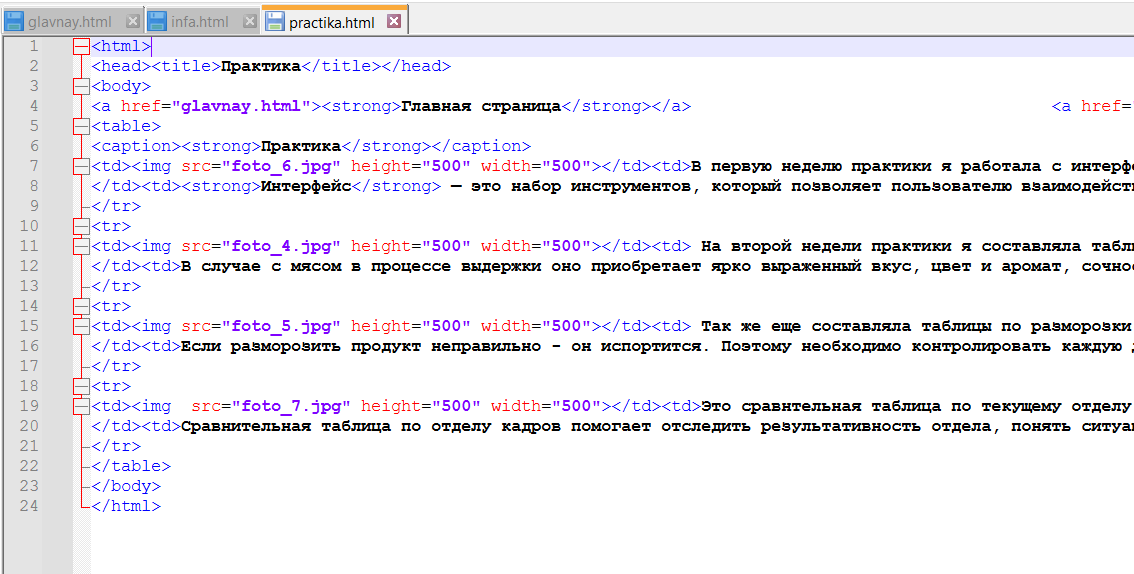 glavnay.html infa.html practika.html
1 <html>
2 <head><title>Практика</title></head>
3 <body>
4 <a href="glavnay.html"><strong>Главная страница</strong></a> <a href=
5 <table>
6 <caption><strong>Практика</strong></caption>
7 <td><img src="foto_6.jpg" height="500" width="500"></td><td>В первую неделю практики я работала с
8 </td><td><strong>Интерфейс</strong> — это набор инструментов, который позволяет пользователю
9 </tr>
10 <tr>
11 <td><img src="foto_4.jpg" height="500" width="500"></td><td> На второй недели практики я составляла
12 </td><td>В случае с мясом в процессе выдержки оно приобретает ярко выраженный вкус, цвет и аромат,
13 </tr>
14 <tr>
15 <td><img src="foto_5.jpg" height="500" width="500"></td><td> Так же еще составляла таблицы по разморозки
16 </td><td>Если разморозить продукт неправильно - он испортится. Поэтому необходимо контролировать каждую
17 </tr>
18 <tr>
19 <td><img  src="foto_7.jpg" height="500" width="500"></td><td>Это сравнтельная таблица по текущему отделу
20 </td><td>Сравнительная таблица по отделу кадров помогает отследить результативность отдела, понять
21 </tr>
22 </table>
23 </body>
24 </html>